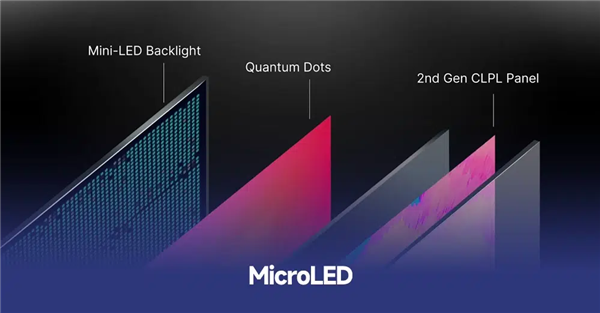 Mini-LED Backlight
Quantum Dots
2nd Gen CLPL Panel
MicroLED